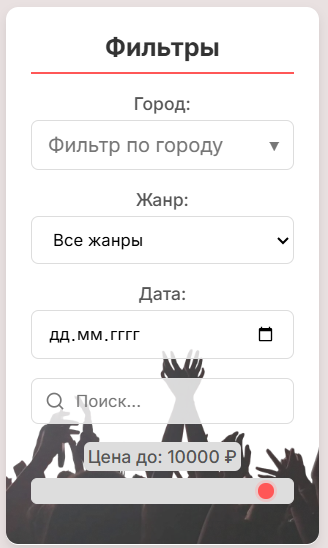 Фильтры
Город:
Фильтр по городу
Жанр:
Все жанры
Дата:
дд.мм.гггг
Поиск...
Цена до: 10000 ₽